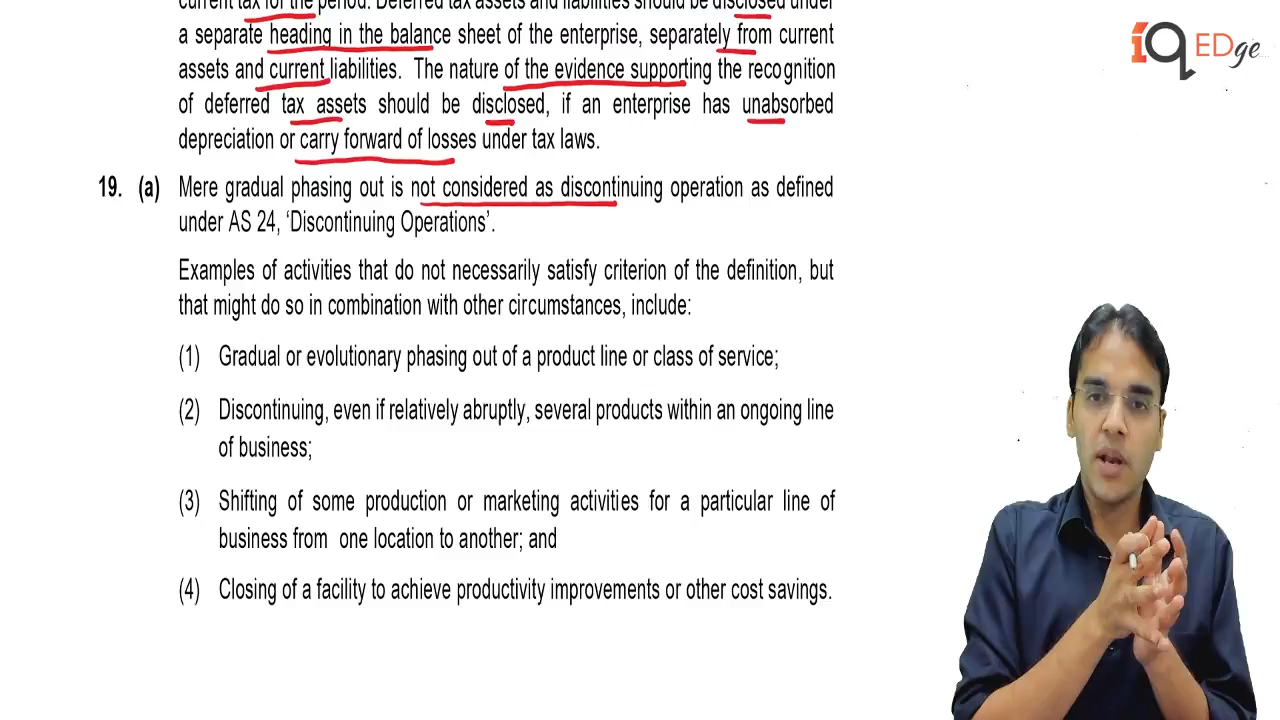 current tax for the period. Deferred tax assets and liabilities should be disclosed under
a separate heading in the balance sheet of the enterprise, separately from current
assets and current liabilities. The nature of the evidence supporting the recognition
of deferred tax assets should be disclosed, if an enterprise has unabsorbed
depreciation or carry forward of losses under tax laws.
19. (a) Mere gradual phasing out is not considered as discontinuing operation as defined
under AS 24, ‘Discontinuing Operations’.
Examples of activities that do not necessarily satisfy criterion of the definition, but
that might do so in combination with other circumstances, include:
(1) Gradual or evolutionary phasing out of a product line or class of service;
(2) Discontinuing, even if relatively abruptly, several products within an ongoing line
of business;
(3) Shifting of some production or marketing activities for a particular line of
business from one location to another; and
(4) Closing of a facility to achieve productivity improvements or other cost savings.
iQ EDge